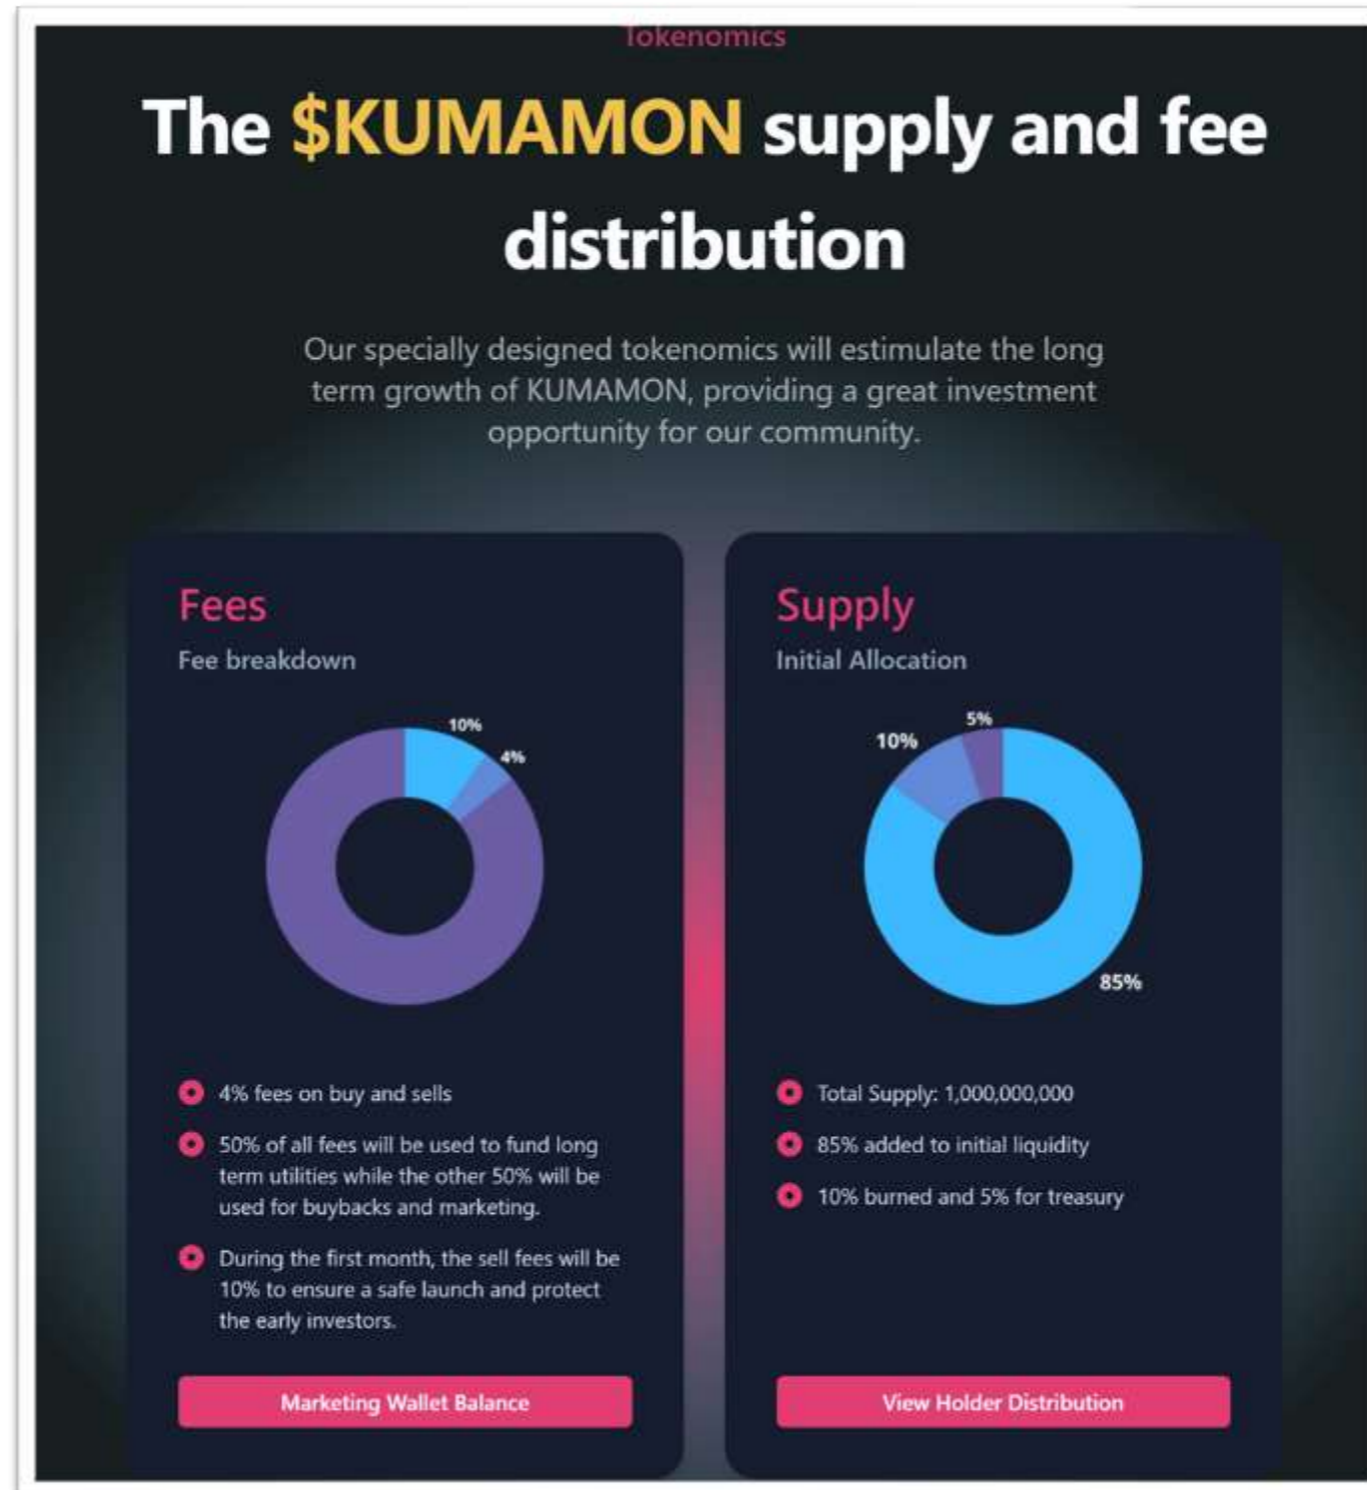 Tokenomics
The $KUMAMON supply and fee
distribution
Our specially designed tokenomics will estimulate the long
term growth of KUMAMON, providing a great investment
opportunity for our community.
Fees
Fee breakdown
10%
4%
4% fees on buy and sells
50% of all fees will be used to fund long
term utilities while the other 50% will be
used for buybacks and marketing.
During the first month, the sell fees will be
10% to ensure a safe launch and protect
the early investors.
Marketing Wallet Balance
Supply
Initial Allocation
5%
10%
85%
Total Supply: 1,000,000,000
85% added to initial liquidity
10% burned and 5% for treasury
View Holder Distribution